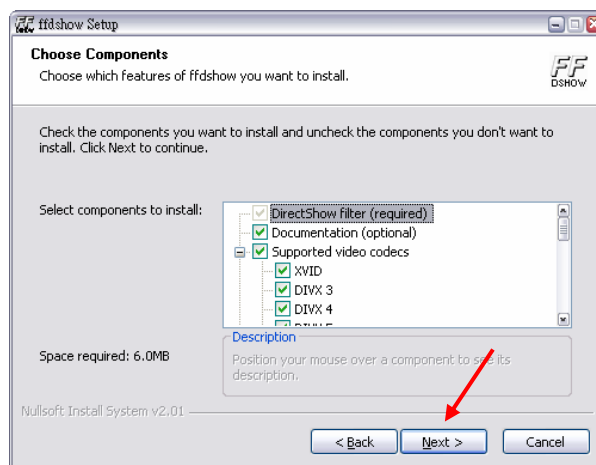 ffdshow Setup
Choose Components
Choose which features of ffdshow you want to install.
FF
DSHOW
Check the components you want to install and uncheck the components you don't want to
install. Click Next to continue.
Select components to install:
DirectShow filter (required)
Documentation (optional)
Supported video codecs
XVID
DIVX 3
DIVX 4
Description
Space required: 6.0MB
Position your mouse over a component to see its
description.
Nullsoft Install System v2.01
< Back
Next >
Cancel